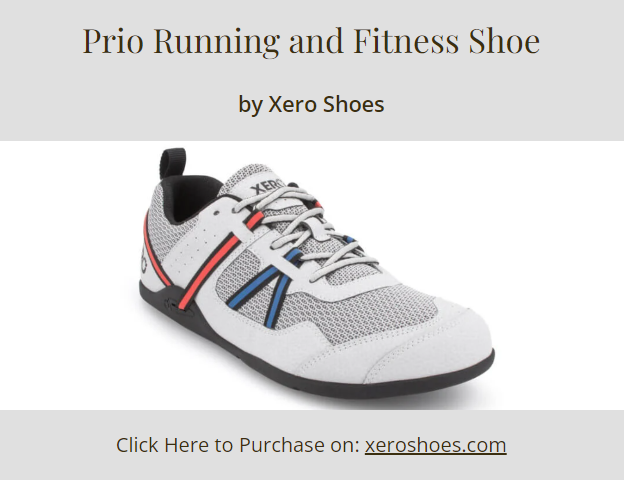 Prio Running and Fitness Shoe
by Xero Shoes
XERO
Click Here to Purchase on: xeroshoes.com